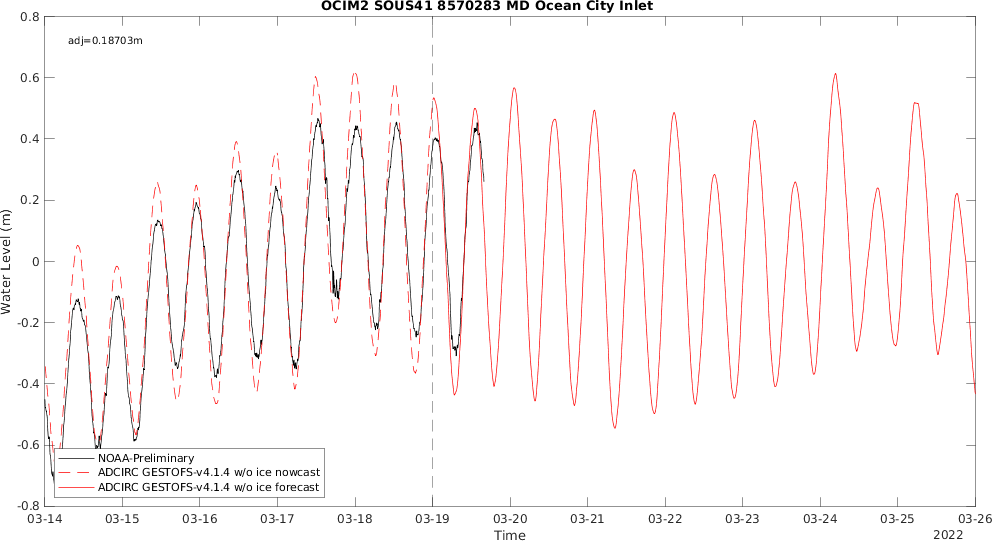 OCIM2 SOUS41 8570283 MD Ocean City Inlet
adj=0.18703m
0.8
0.6
0.4
0.2
0
-0.2
-0.4
-0.6
-0.8
Water Level (m)
NOAA-Preliminary
ADCIRC GESTOFS-v4.1.4 w/o ice nowcast
ADCIRC GESTOFS-v4.1.4 w/o ice forecast
03-14 03-15 03-16 03-17 03-18 03-19 03-20 03-21 03-22 03-23 03-24 03-25 03-26
Time
2022